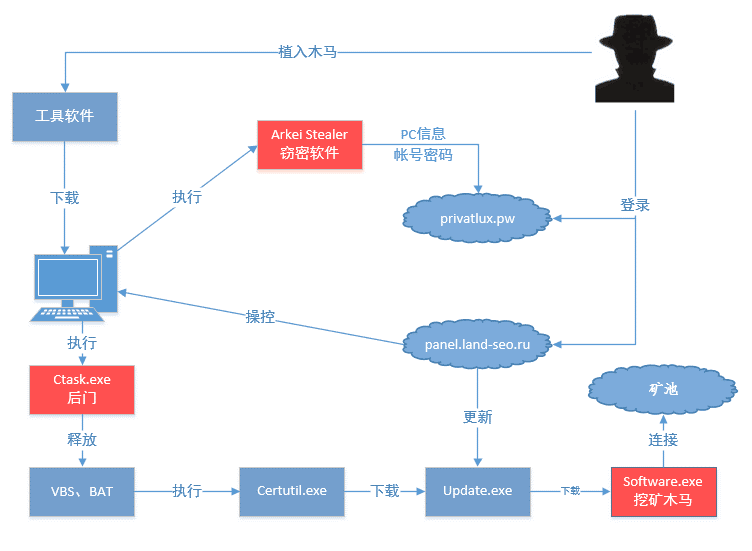 植入木马
工具软件
Arkei Stealer
窃密软件
PC信息
帐号密码
下载
执行
privatlux.pw
登录
操控
panel.land-seo.ru
执行
Ctask.exe
后门
矿池
更新
释放
连接
VBS、BAT
执行
Certutil.exe
下载
Update.exe
下载
Software.exe
挖矿木马